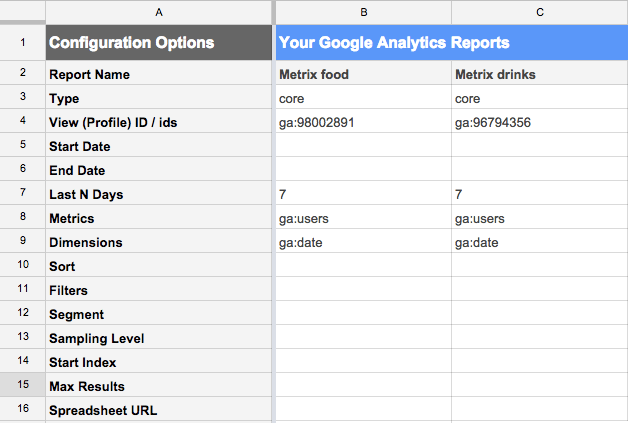 A B C
1 Configuration Options Your Google Analytics Reports
2 Report Name Metrix food Metrix drinks
3 Type core core
4 View (Profile) ID / ids ga:98002891 ga:96794356
5 Start Date
6 End Date
7 Last N Days 7 7
8 Metrics ga:users ga:users
9 Dimensions ga:date ga:date
10 Sort
11 Filters
12 Segment
13 Sampling Level
14 Start Index
15 Max Results
16 Spreadsheet URL